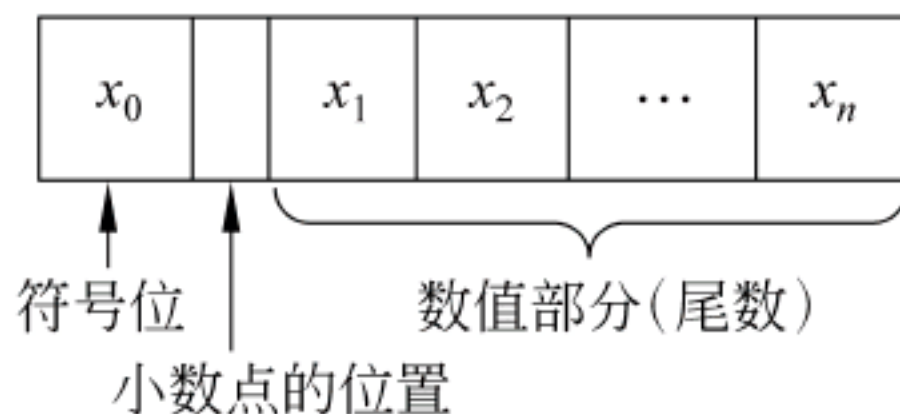 x₀ x₁ x₂ ⋯ xₙ
符号位 数值部分(尾数)
小数点的位置